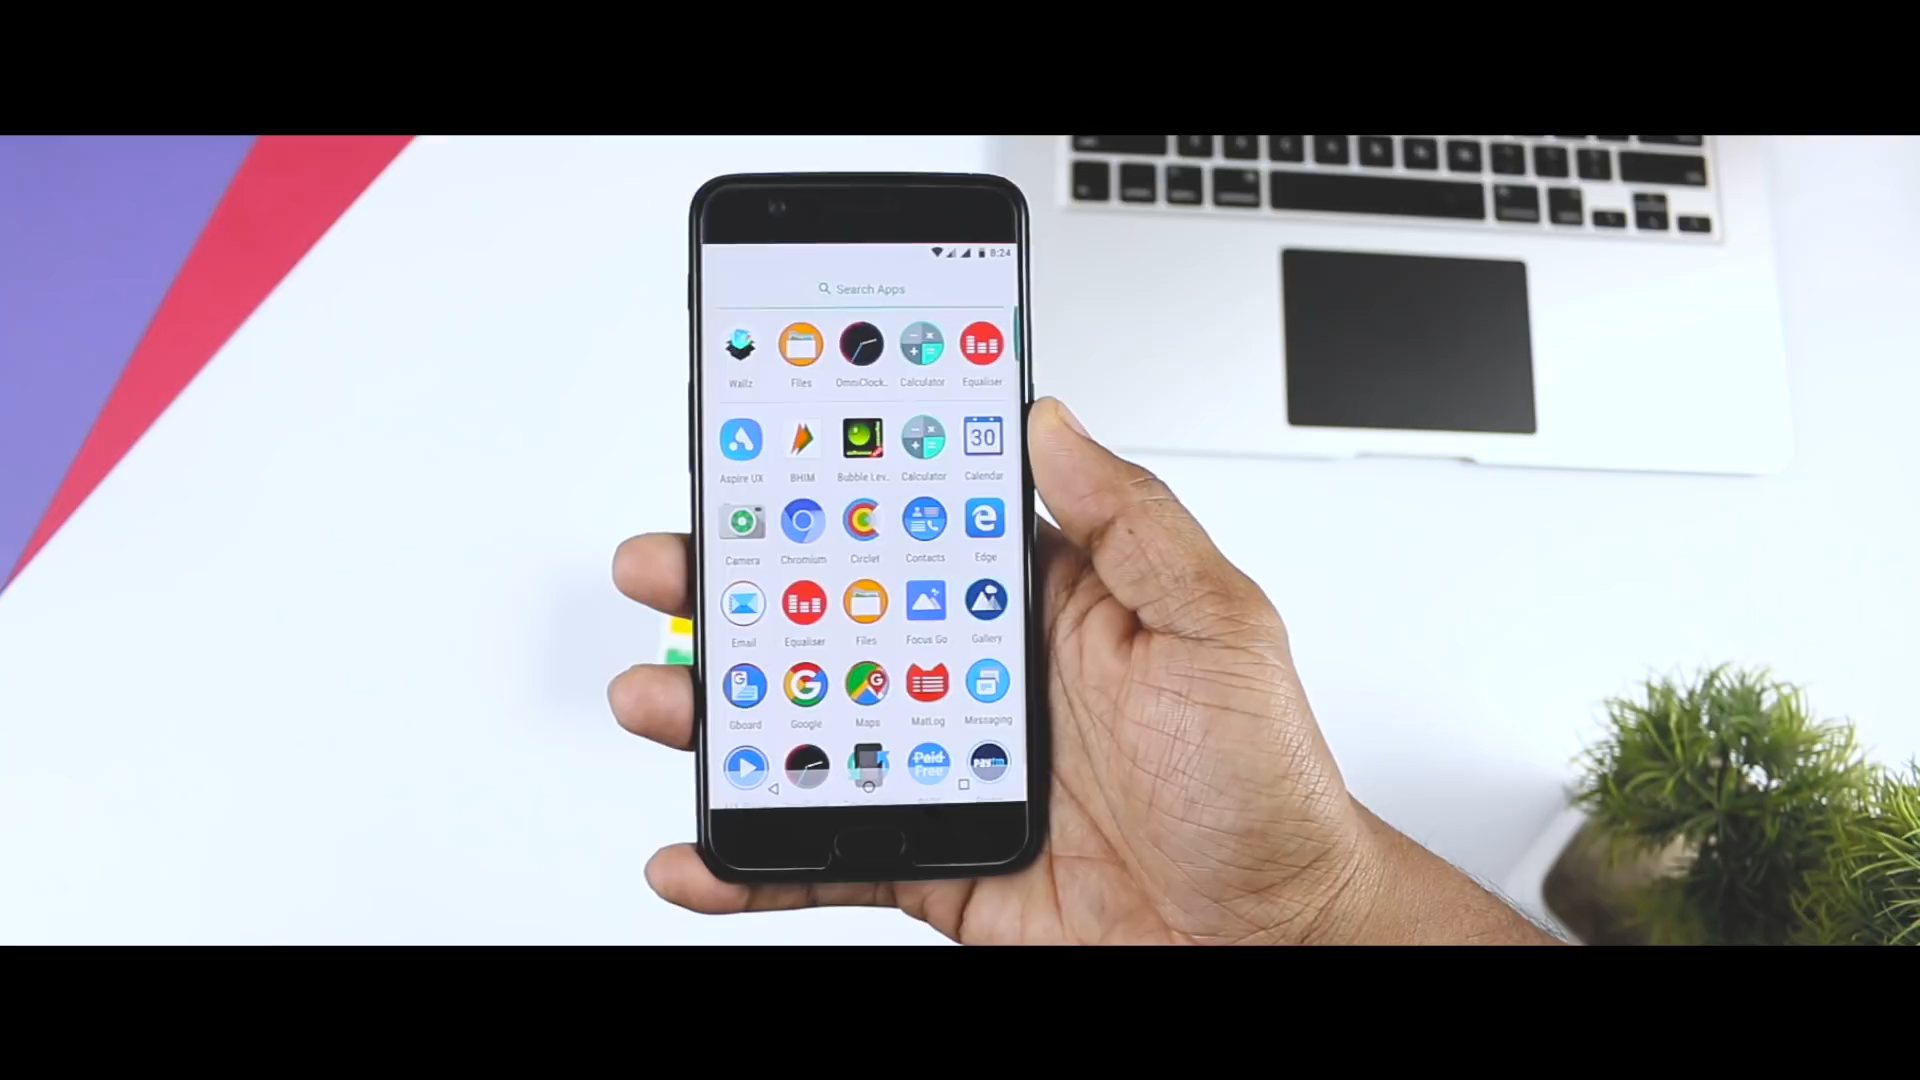 8:24
Search Apps
Wallz Files OmniClock.. Calculator Equaliser
Aspire UX BHIM Bubble Lev.. Calculator 30 Calendar
Camera Chromium Circlet Contacts Edge
Email Equaliser Files Focus Go Gallery
Gboard Google Maps MatLog Messaging
Paid Free Paytm